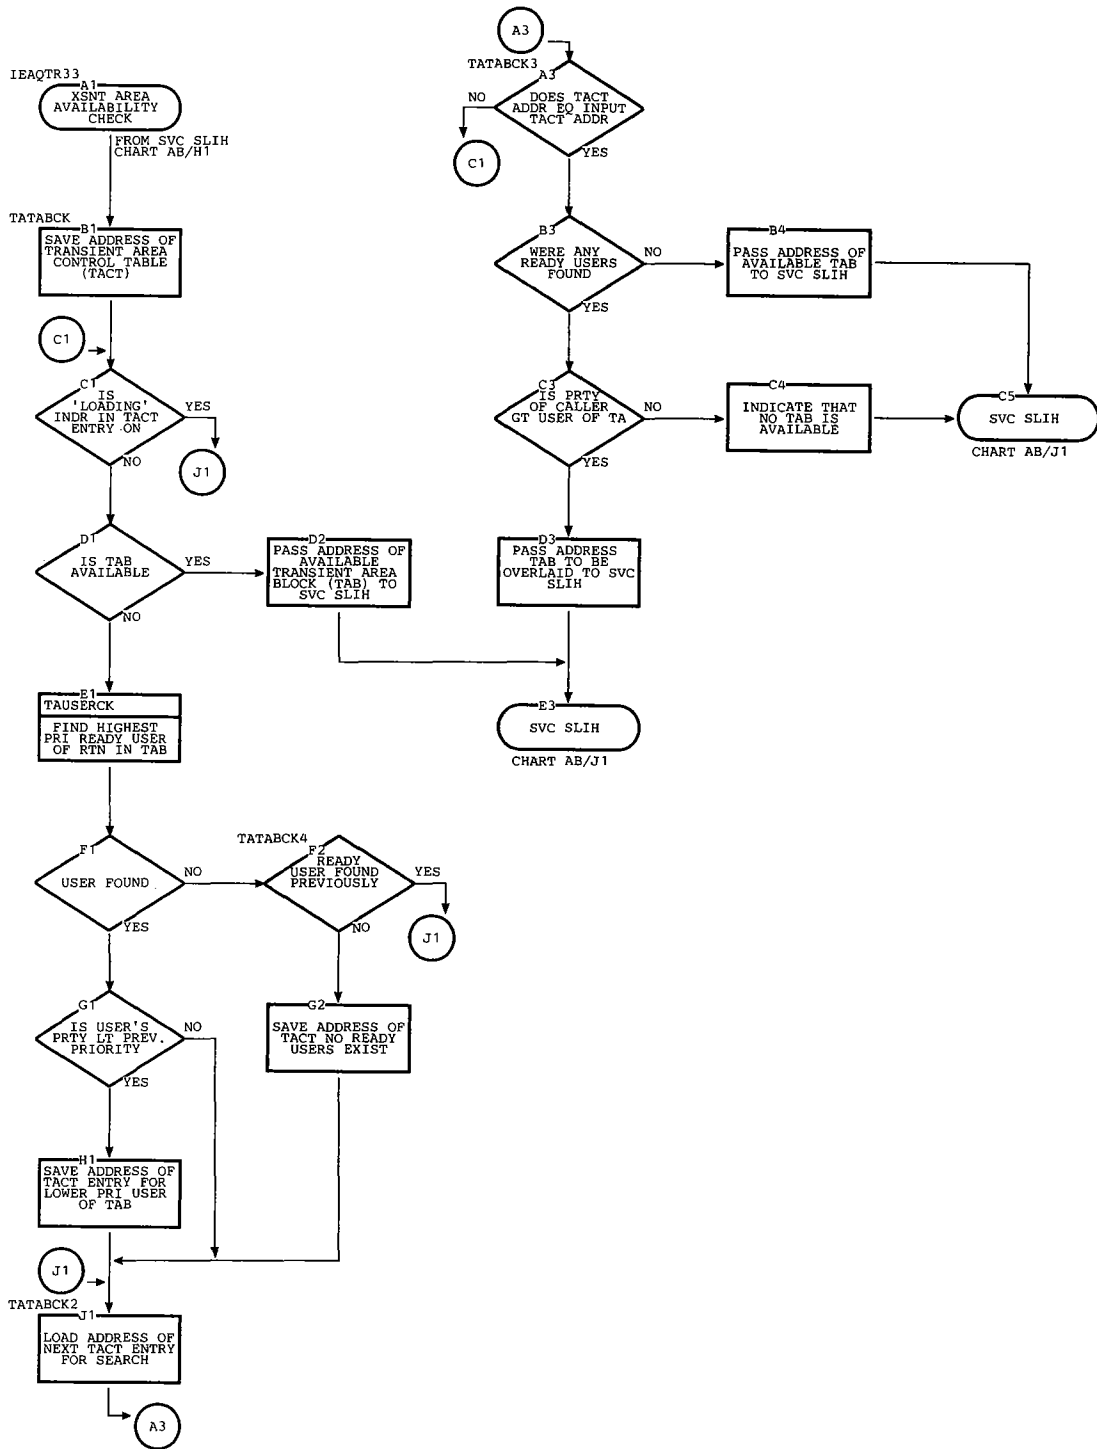 IEAQTR33
A1
XSNT AREA
AVAILABILITY
CHECK
FROM SVC SLIH
CHART AB/H1
TATABCK
B1
SAVE ADDRESS OF
TRANSIENT AREA
CONTROL TABLE
(TACT)
C1
C1
IS
'LOADING'
INDR IN TACT
ENTRY ON
YES
J1
NO
D1
IS TAB
AVAILABLE
YES
NO
D2
PASS ADDRESS OF
AVAILABLE
TRANSIENT AREA
BLOCK (TAB) TO
SVC SLIH
E1
TAUSERCK
FIND HIGHEST
PRI READY USER
OF RTN IN TAB
F1
USER FOUND
NO
YES
TATABCK4
F2
READY
USER FOUND
PREVIOUSLY
YES
J1
NO
G1
IS USER'S
PRTY LT PREV.
PRIORITY
NO
YES
G2
SAVE ADDRESS OF
TACT NO READY
USERS EXIST
H1
SAVE ADDRESS OF
TACT ENTRY FOR
LOWER PRI USER
OF TAB
J1
TATABCK2
J1
LOAD ADDRESS OF
NEXT TACT ENTRY
FOR SEARCH
A3
A3
TATABCK3
A3
DOES TACT
ADDR EQ INPUT
TACT ADDR
NO
C1
YES
B3
WERE ANY
READY USERS
FOUND
NO
YES
B4
PASS ADDRESS OF
AVAILABLE TAB
TO SVC SLIH
C3
IS PRTY
OF CALLER
GT USER OF TA
NO
YES
C4
INDICATE THAT
NO TAB IS
AVAILABLE
C5
SVC SLIH
CHART AB/J1
D3
PASS ADDRESS
TAB TO BE
OVERLAID TO SVC
SLIH
E3
SVC SLIH
CHART AB/J1